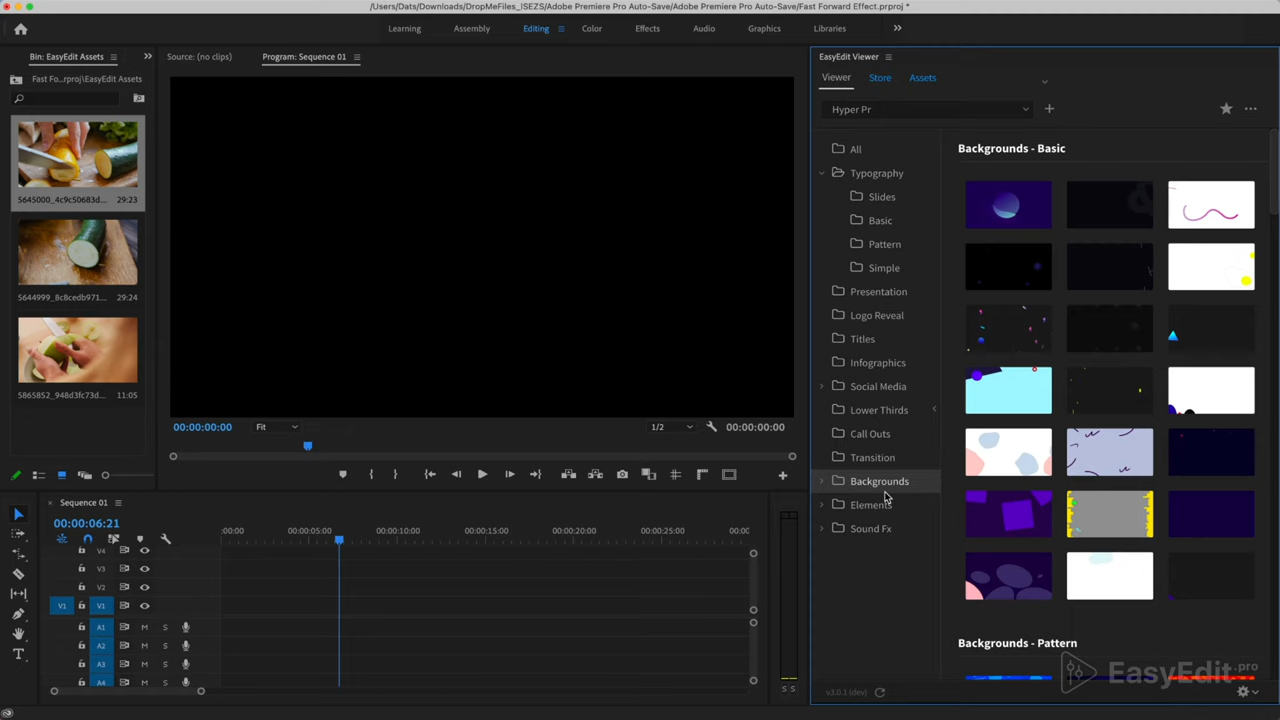 /Users/Dats/Downloads/DropMeFiles_ISEZS/Adobe Premiere Pro Auto-Save/Adobe Premiere Pro Auto-Save/Fast Forward Effect.prproj *
Learning Assembly Editing Color Effects Audio Graphics Libraries
Bin: EasyEdit Assets
Fast Fo...rproj\EasyEdit Assets
5645000_4c9c50683d... 29:23
5644999_8c8cedb971... 29:24
5865852_948d3fc73d... 11:05
Source: (no clips) Program: Sequence 01
00:00:00:00 Fit 1/2 00:00:00:00
EasyEdit Viewer
Viewer Store Assets
Hyper Pr
All
Typography
Slides
Basic
Pattern
Simple
Presentation
Logo Reveal
Titles
Infographics
Social Media
Lower Thirds
Call Outs
Transition
Backgrounds
Elements
Sound Fx
Backgrounds - Basic
Backgrounds - Pattern
v3.0.1 (dev)
EasyEdit.pro
Sequence 01
00:00:06:21
:00:00 00:00:05:00 00:00:10:00 00:00:15:00 00:00:20:00 00:00:25:00 00:00
V4
V3
V2
V1 V1
A1 M S
A2 M S
A3 M S
A4 M S
S S